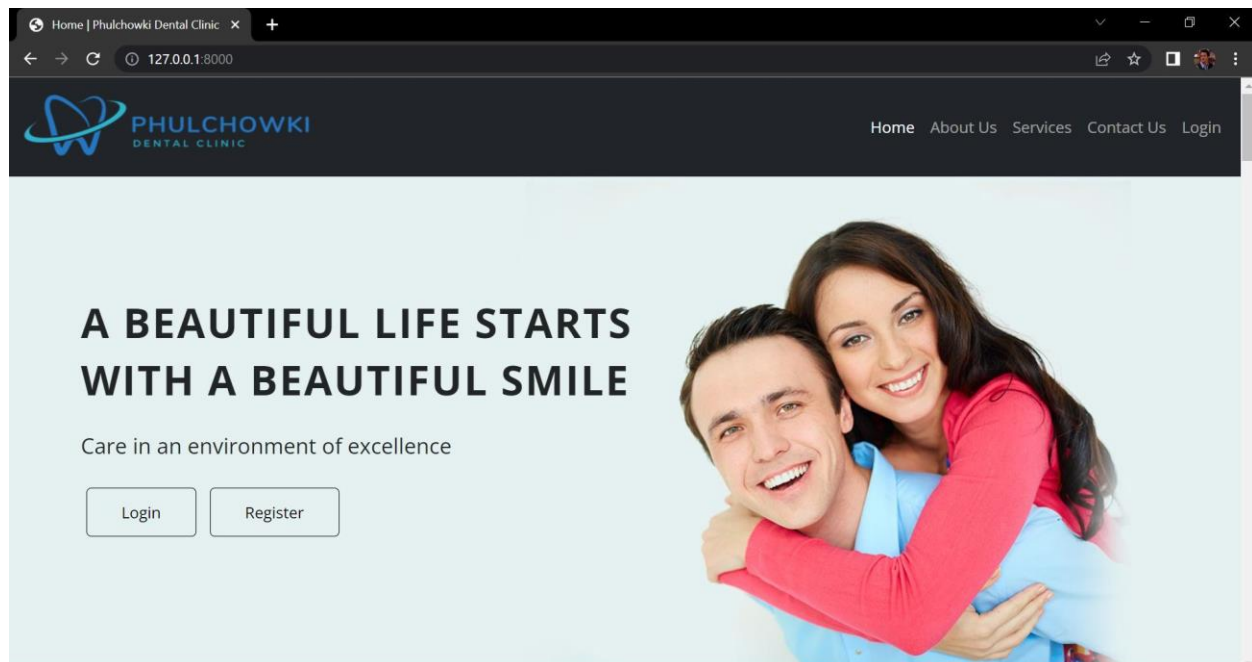 Home | Phulchowki Dental Clinic
127.0.0.1:8000
PHULCHOWKI
DENTAL CLINIC
Home About Us Services Contact Us Login
A BEAUTIFUL LIFE STARTS
WITH A BEAUTIFUL SMILE
Care in an environment of excellence
Login Register